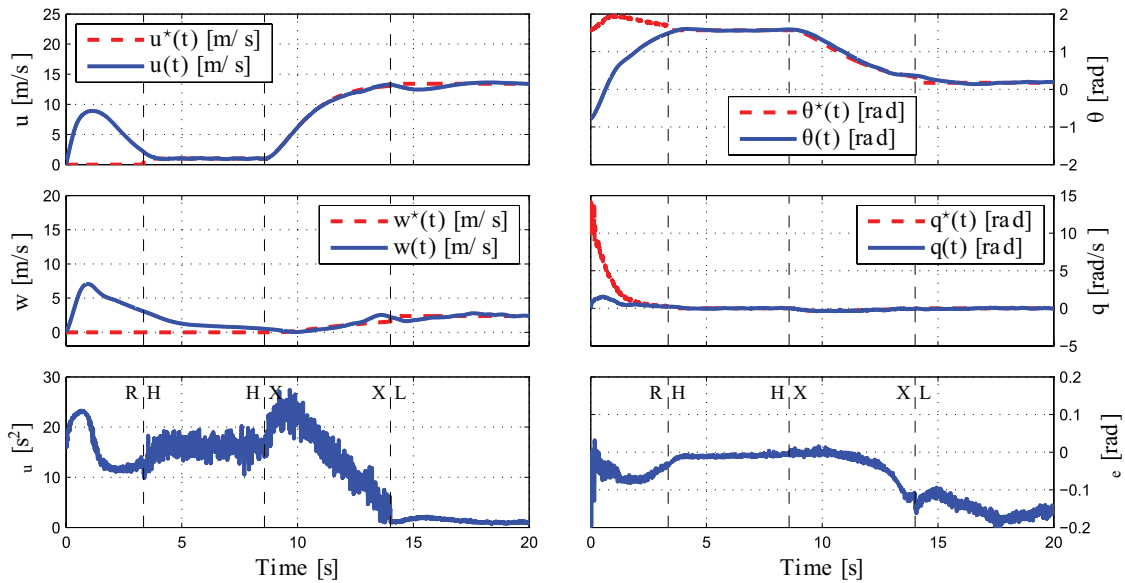 25
20
15
10
5
0
u [m/s]
u*(t) [m/s]
u(t) [m/s]
2
1
0
−1
−2
θ [rad]
θ*(t) [rad]
θ(t) [rad]
20
15
10
5
0
w [m/s]
w*(t) [m/s]
w(t) [m/s]
15
10
5
0
−5
q [rad/s]
q*(t) [rad]
q(t) [rad]
30
20
10
0
u [s²]
R H H X X L
0 5 10 15 20
Time [s]
0.2
0.1
0
−0.1
−0.2
e [rad]
R H H X X L
0 5 10 15 20
Time [s]